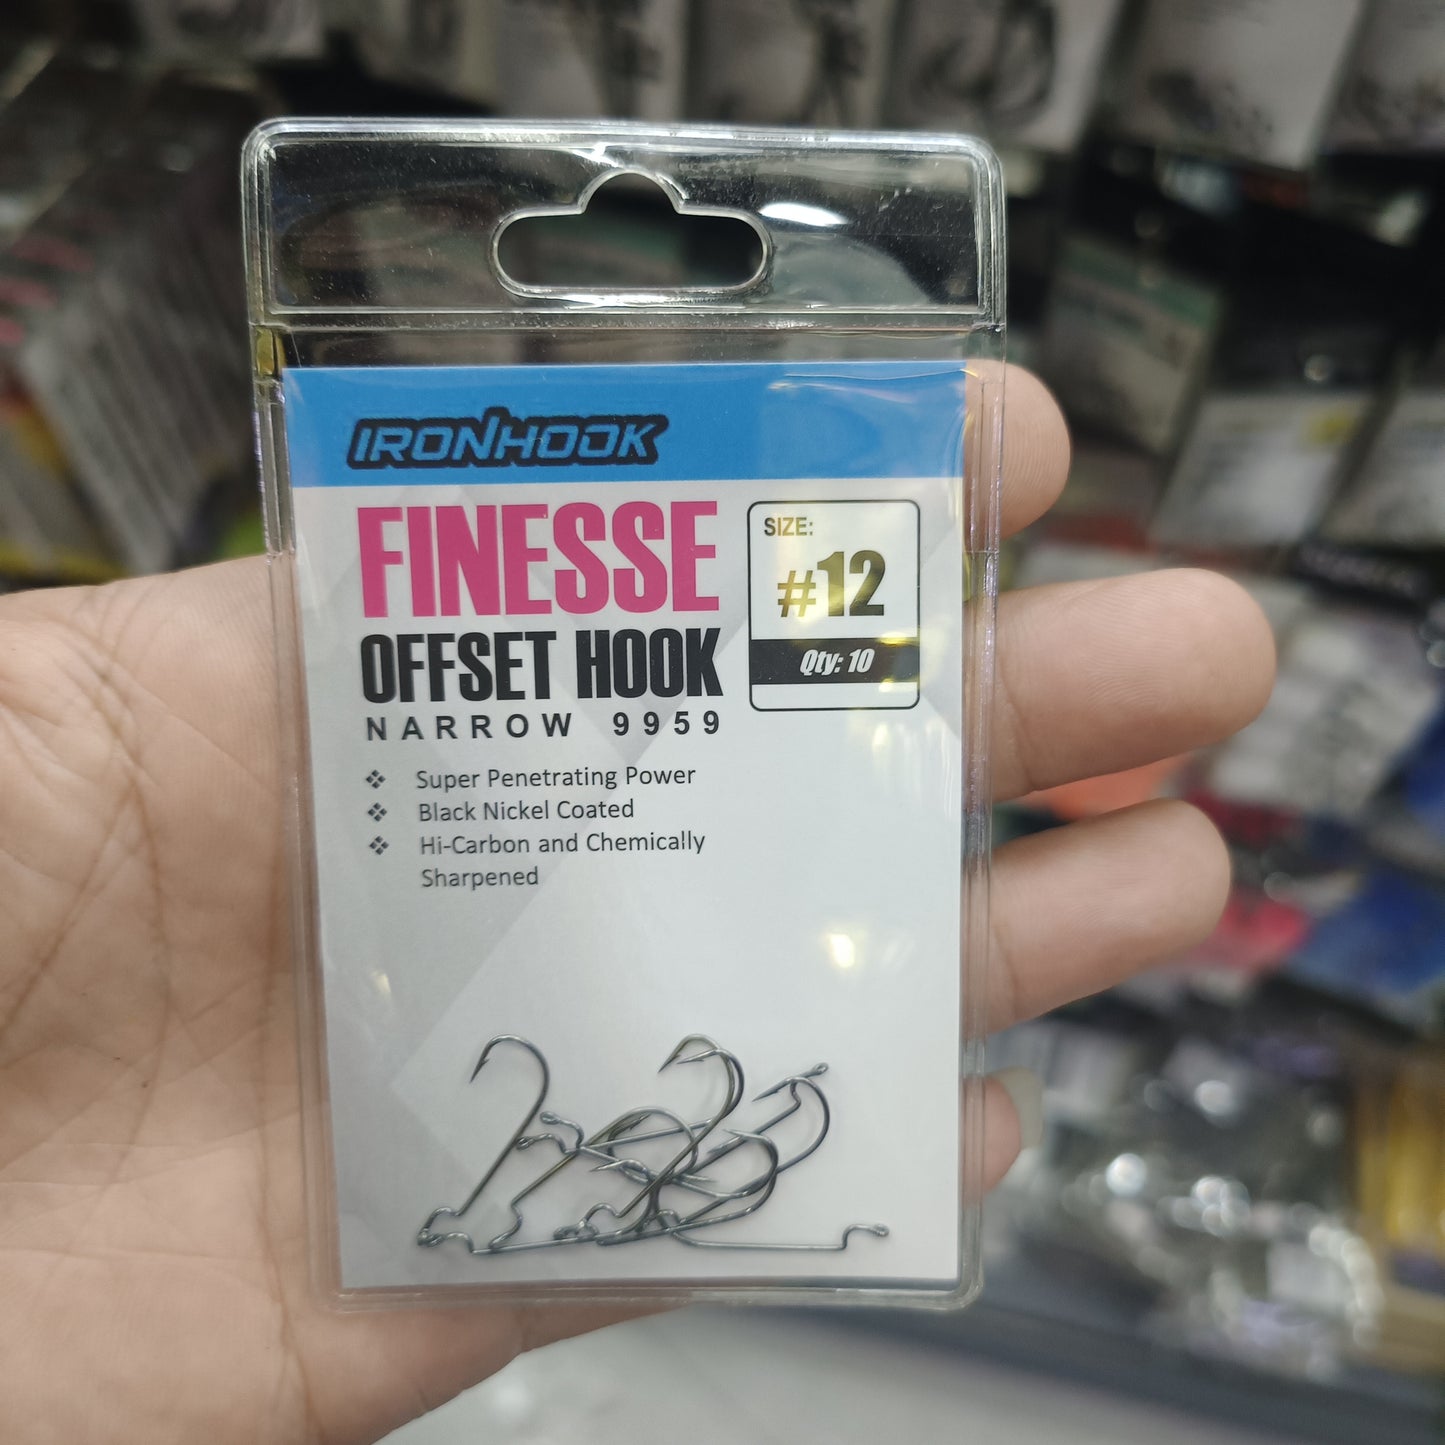 IRONHOOK
FINESSE
OFFSET HOOK
NARROW 9959
SIZE:
#12
Qty: 10
❖ Super Penetrating Power
❖ Black Nickel Coated
❖ Hi-Carbon and Chemically
Sharpened